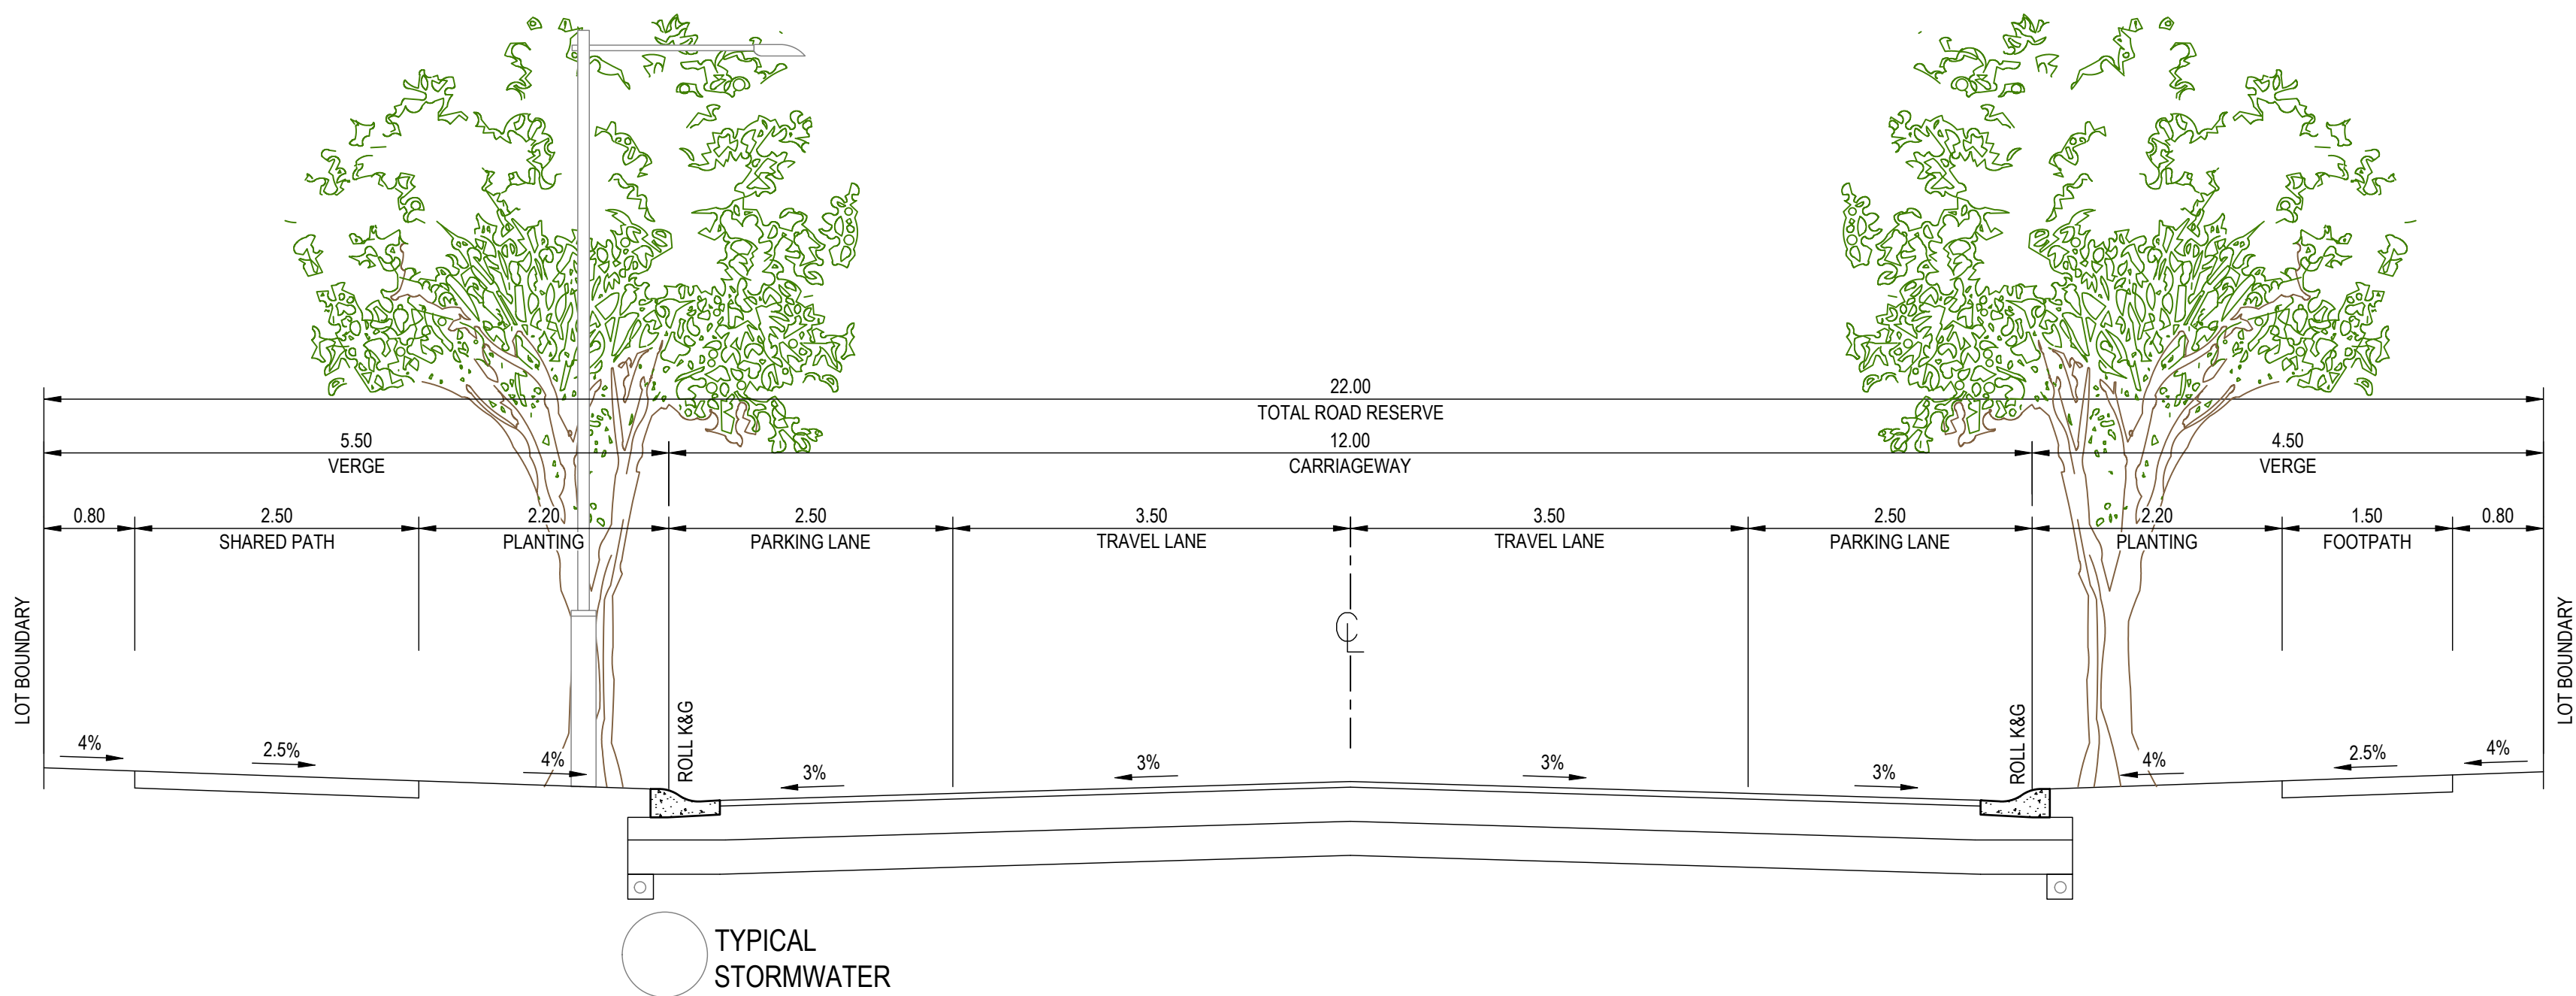 22.00
TOTAL ROAD RESERVE
5.50
VERGE
12.00
CARRIAGEWAY
4.50
VERGE
0.80
2.50
SHARED PATH
2.20
PLANTING
2.50
PARKING LANE
3.50
TRAVEL LANE
3.50
TRAVEL LANE
2.50
PARKING LANE
2.20
PLANTING
1.50
FOOTPATH
0.80
LOT BOUNDARY
ROLL K&G
CL
ROLL K&G
LOT BOUNDARY
4%
2.5%
4%
3%
3%
3%
3%
4%
2.5%
4%
TYPICAL
STORMWATER